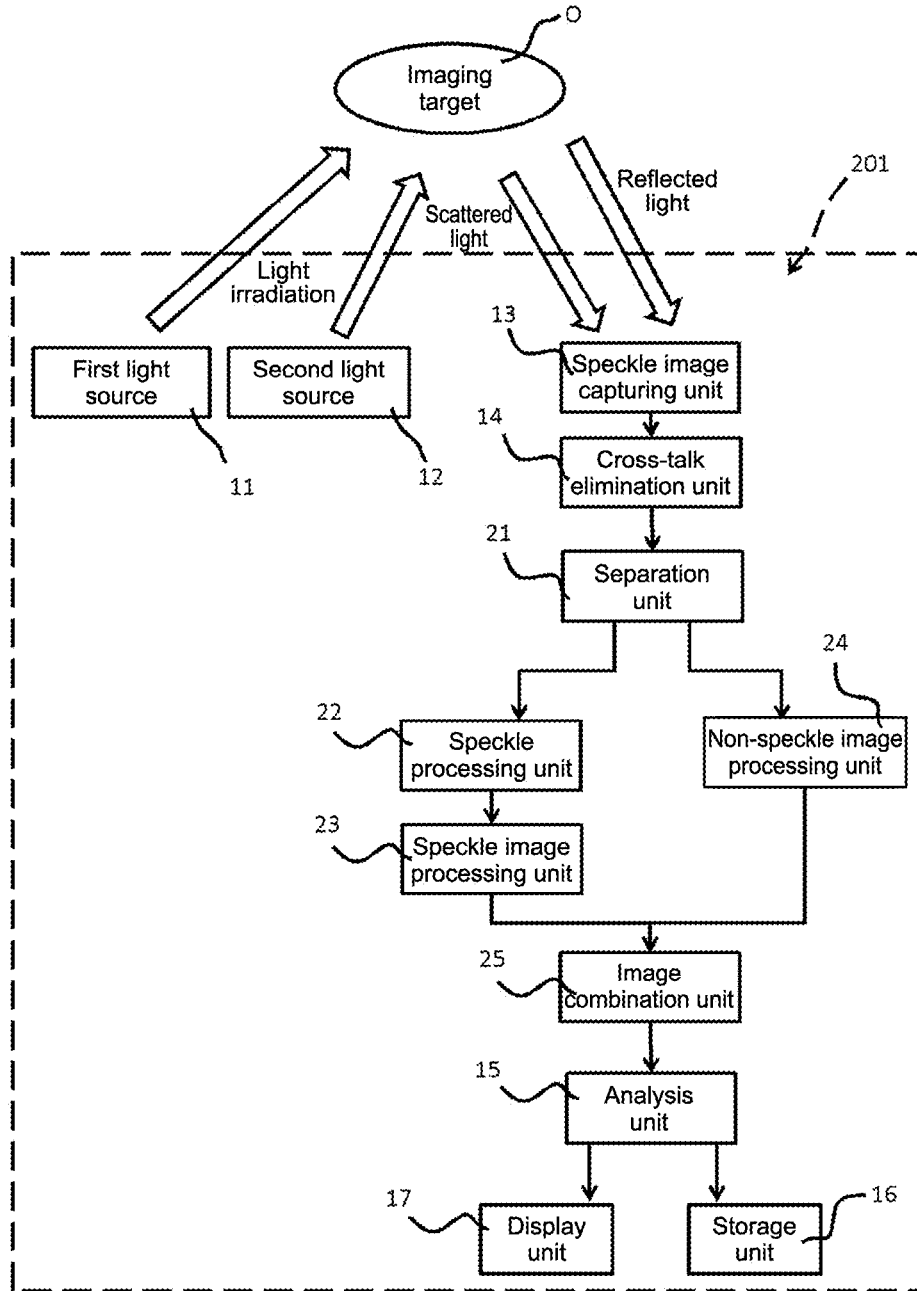 O
Imaging
target
201
Reflected
light
Scattered
light
Light
irradiation
13
First light
source
Second light
source
Speckle image
capturing unit
11
12
14
Cross-talk
elimination unit
21
Separation
unit
24
22
Speckle
processing unit
Non-speckle image
processing unit
23
Speckle image
processing unit
25
Image
combination unit
15
Analysis
unit
17
Display
unit
Storage
unit
16